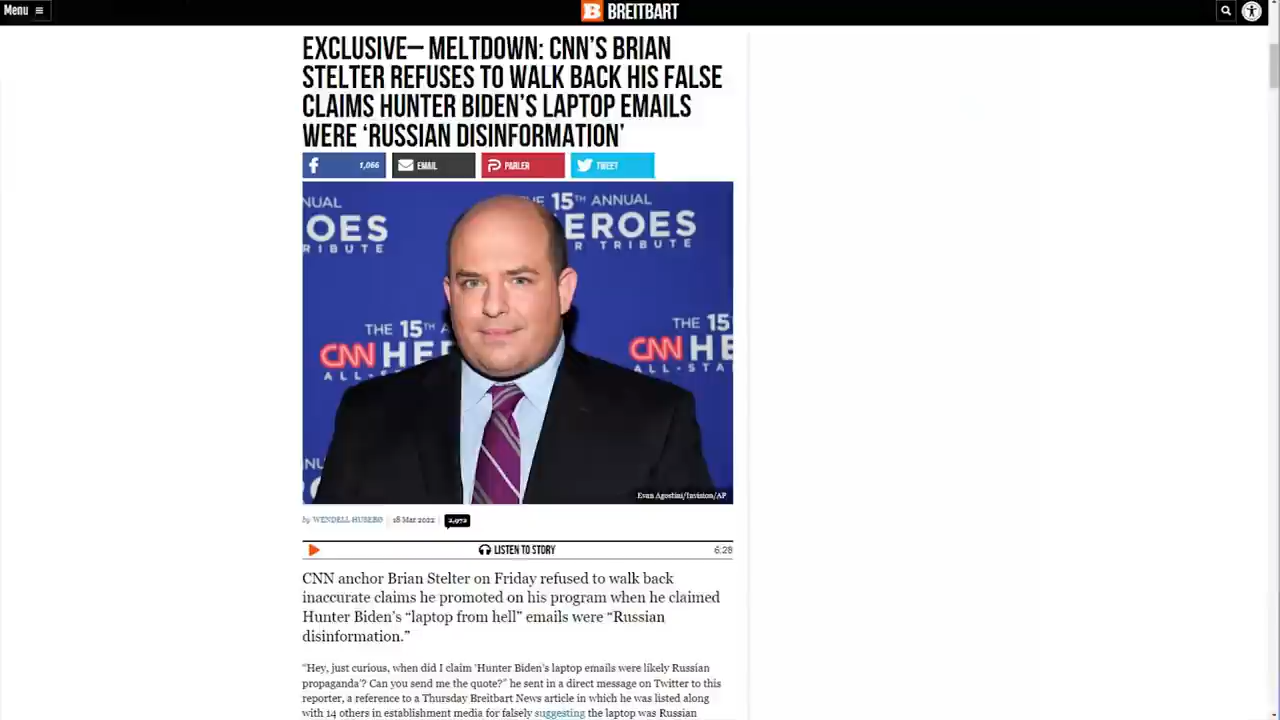 Menu
BREITBART
EXCLUSIVE— MELTDOWN: CNN'S BRIAN
STELTER REFUSES TO WALK BACK HIS FALSE
CLAIMS HUNTER BIDEN'S LAPTOP EMAILS
WERE ‘RUSSIAN DISINFORMATION’
1,066
EMAIL
PARLER
TWEET
NUAL
OES
RIBUTE
15TH ANNUAL
EROES
R TRIBUTE
THE 15TH A
CNN HE
ALL-STA
THE 15
CNN HE
ALL-STA
NU
Evan Agostini/Invision/AP
by WENDELL HUSEBØ 18 Mar 2022 2,972
LISTEN TO STORY 6:28
CNN anchor Brian Stelter on Friday refused to walk back
inaccurate claims he promoted on his program when he claimed
Hunter Biden's “laptop from hell” emails were “Russian
disinformation.”
“Hey, just curious, when did I claim ‘Hunter Biden's laptop emails were likely Russian
propaganda’? Can you send me the quote?” he sent in a direct message on Twitter to this
reporter, a reference to a Thursday Breitbart News article in which he was listed along
with 14 others in establishment media for falsely suggesting the laptop was Russian